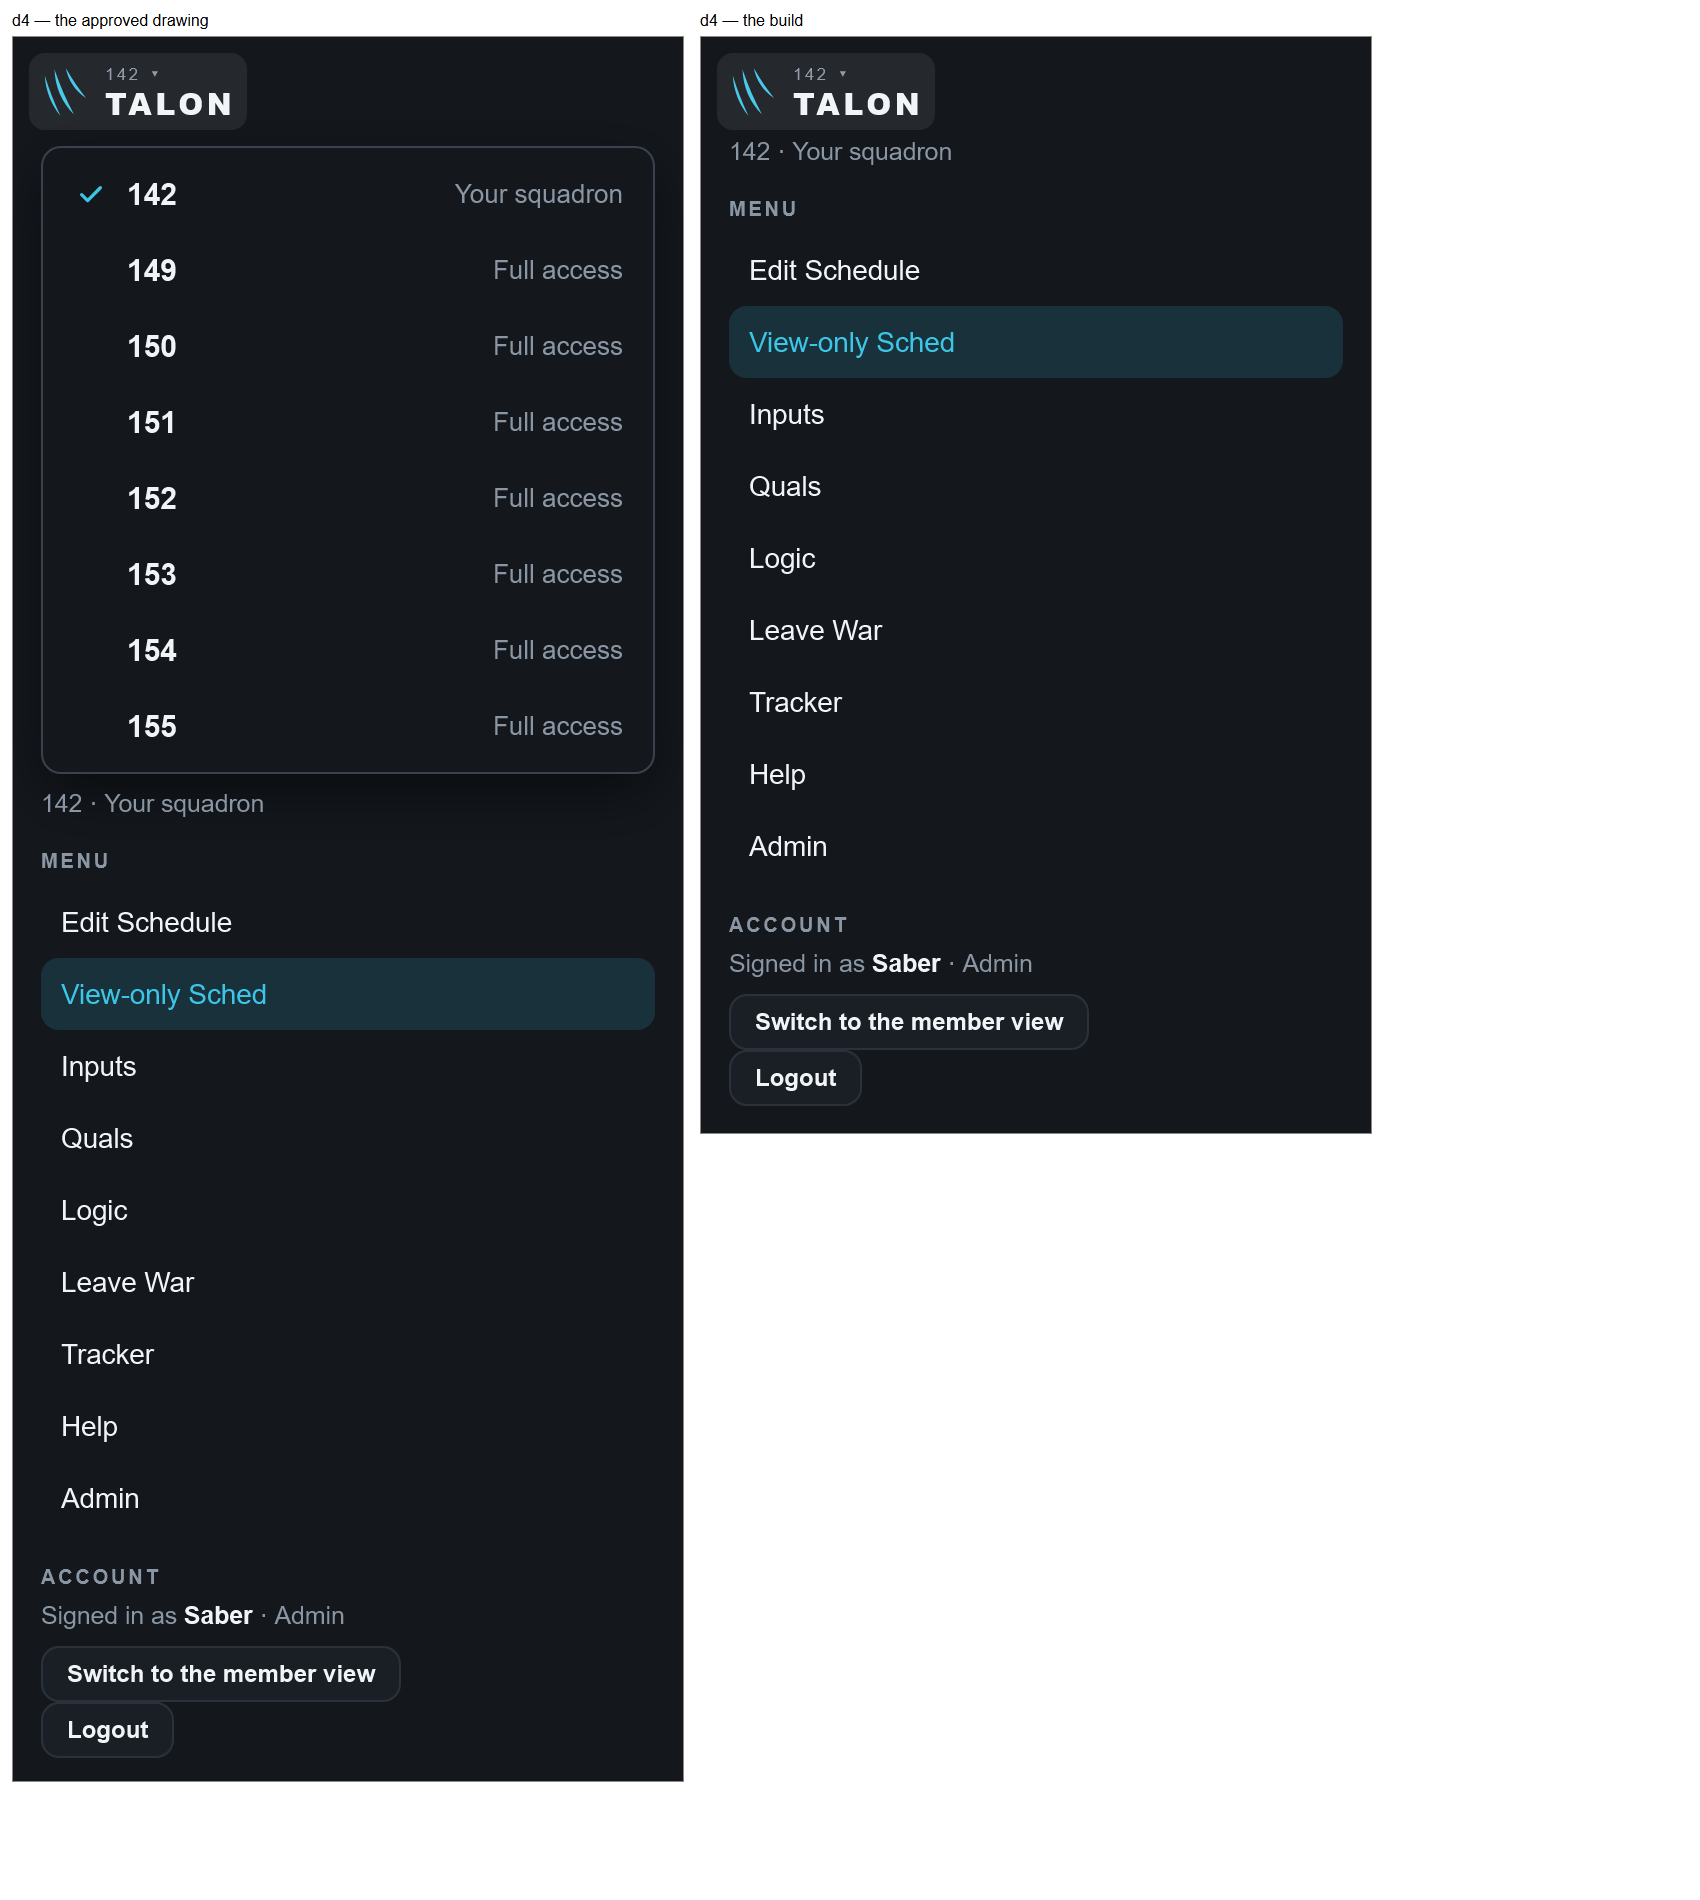 d4 — the approved drawing
142 ▾
TALON
142 Your squadron
149 Full access
150 Full access
151 Full access
152 Full access
153 Full access
154 Full access
155 Full access
142 · Your squadron
MENU
Edit Schedule
View-only Sched
Inputs
Quals
Logic
Leave War
Tracker
Help
Admin
ACCOUNT
Signed in as Saber · Admin
Switch to the member view
Logout
d4 — the build
142 ▾
TALON
142 · Your squadron
MENU
Edit Schedule
View-only Sched
Inputs
Quals
Logic
Leave War
Tracker
Help
Admin
ACCOUNT
Signed in as Saber · Admin
Switch to the member view
Logout